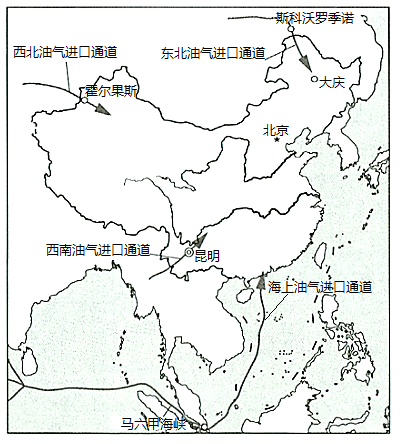 斯科沃罗季诺
西北油气进口通道
东北油气进口通道
霍尔果斯
大庆
北京
西南油气进口通道
昆明
海上油气进口通道
马六甲海峡